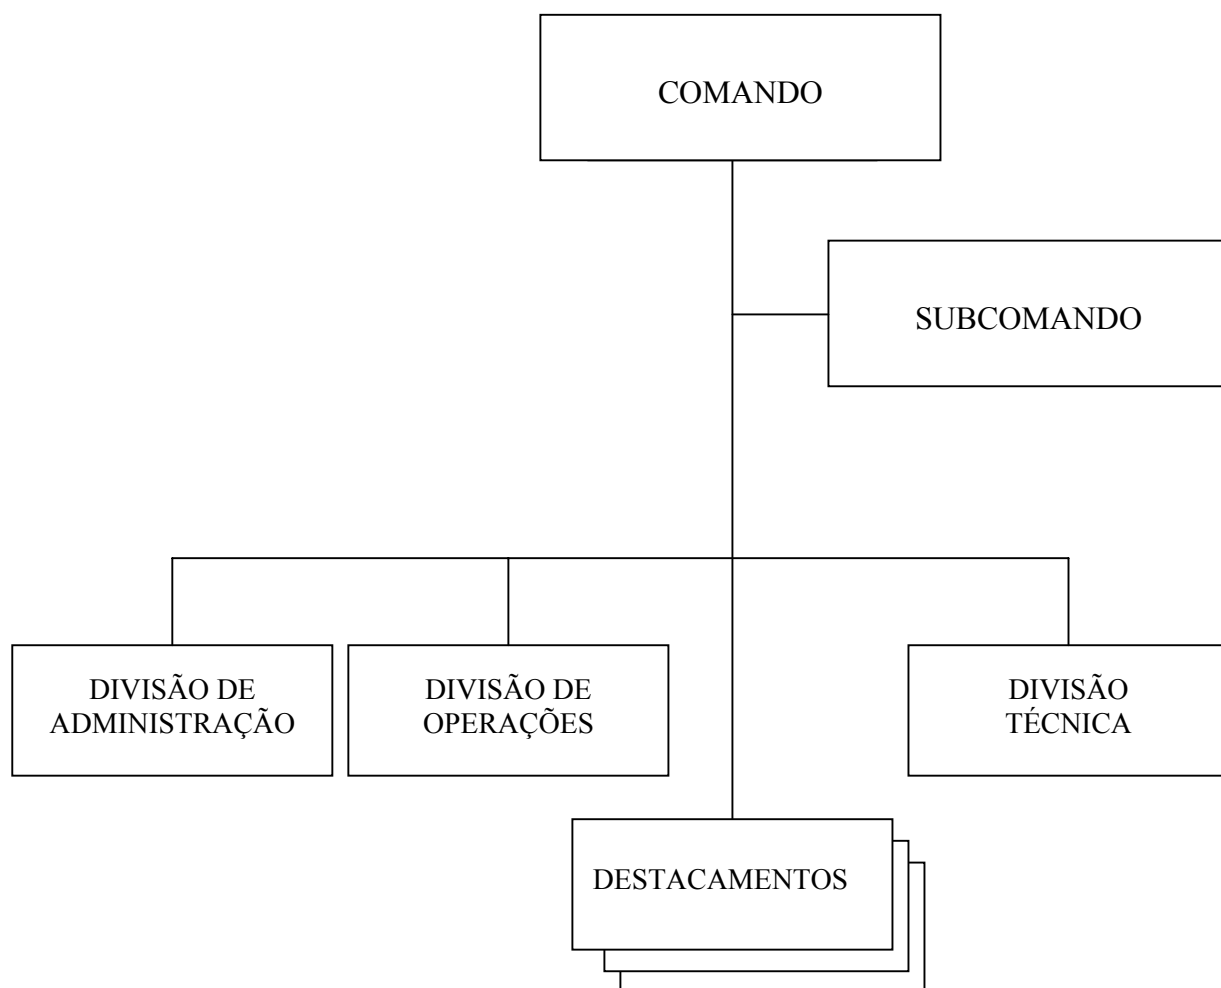 COMANDO
SUBCOMANDO
DIVISÃO DE
ADMINISTRAÇÃO
DIVISÃO DE
OPERAÇÕES
DIVISÃO
TÉCNICA
DESTACAMENTOS